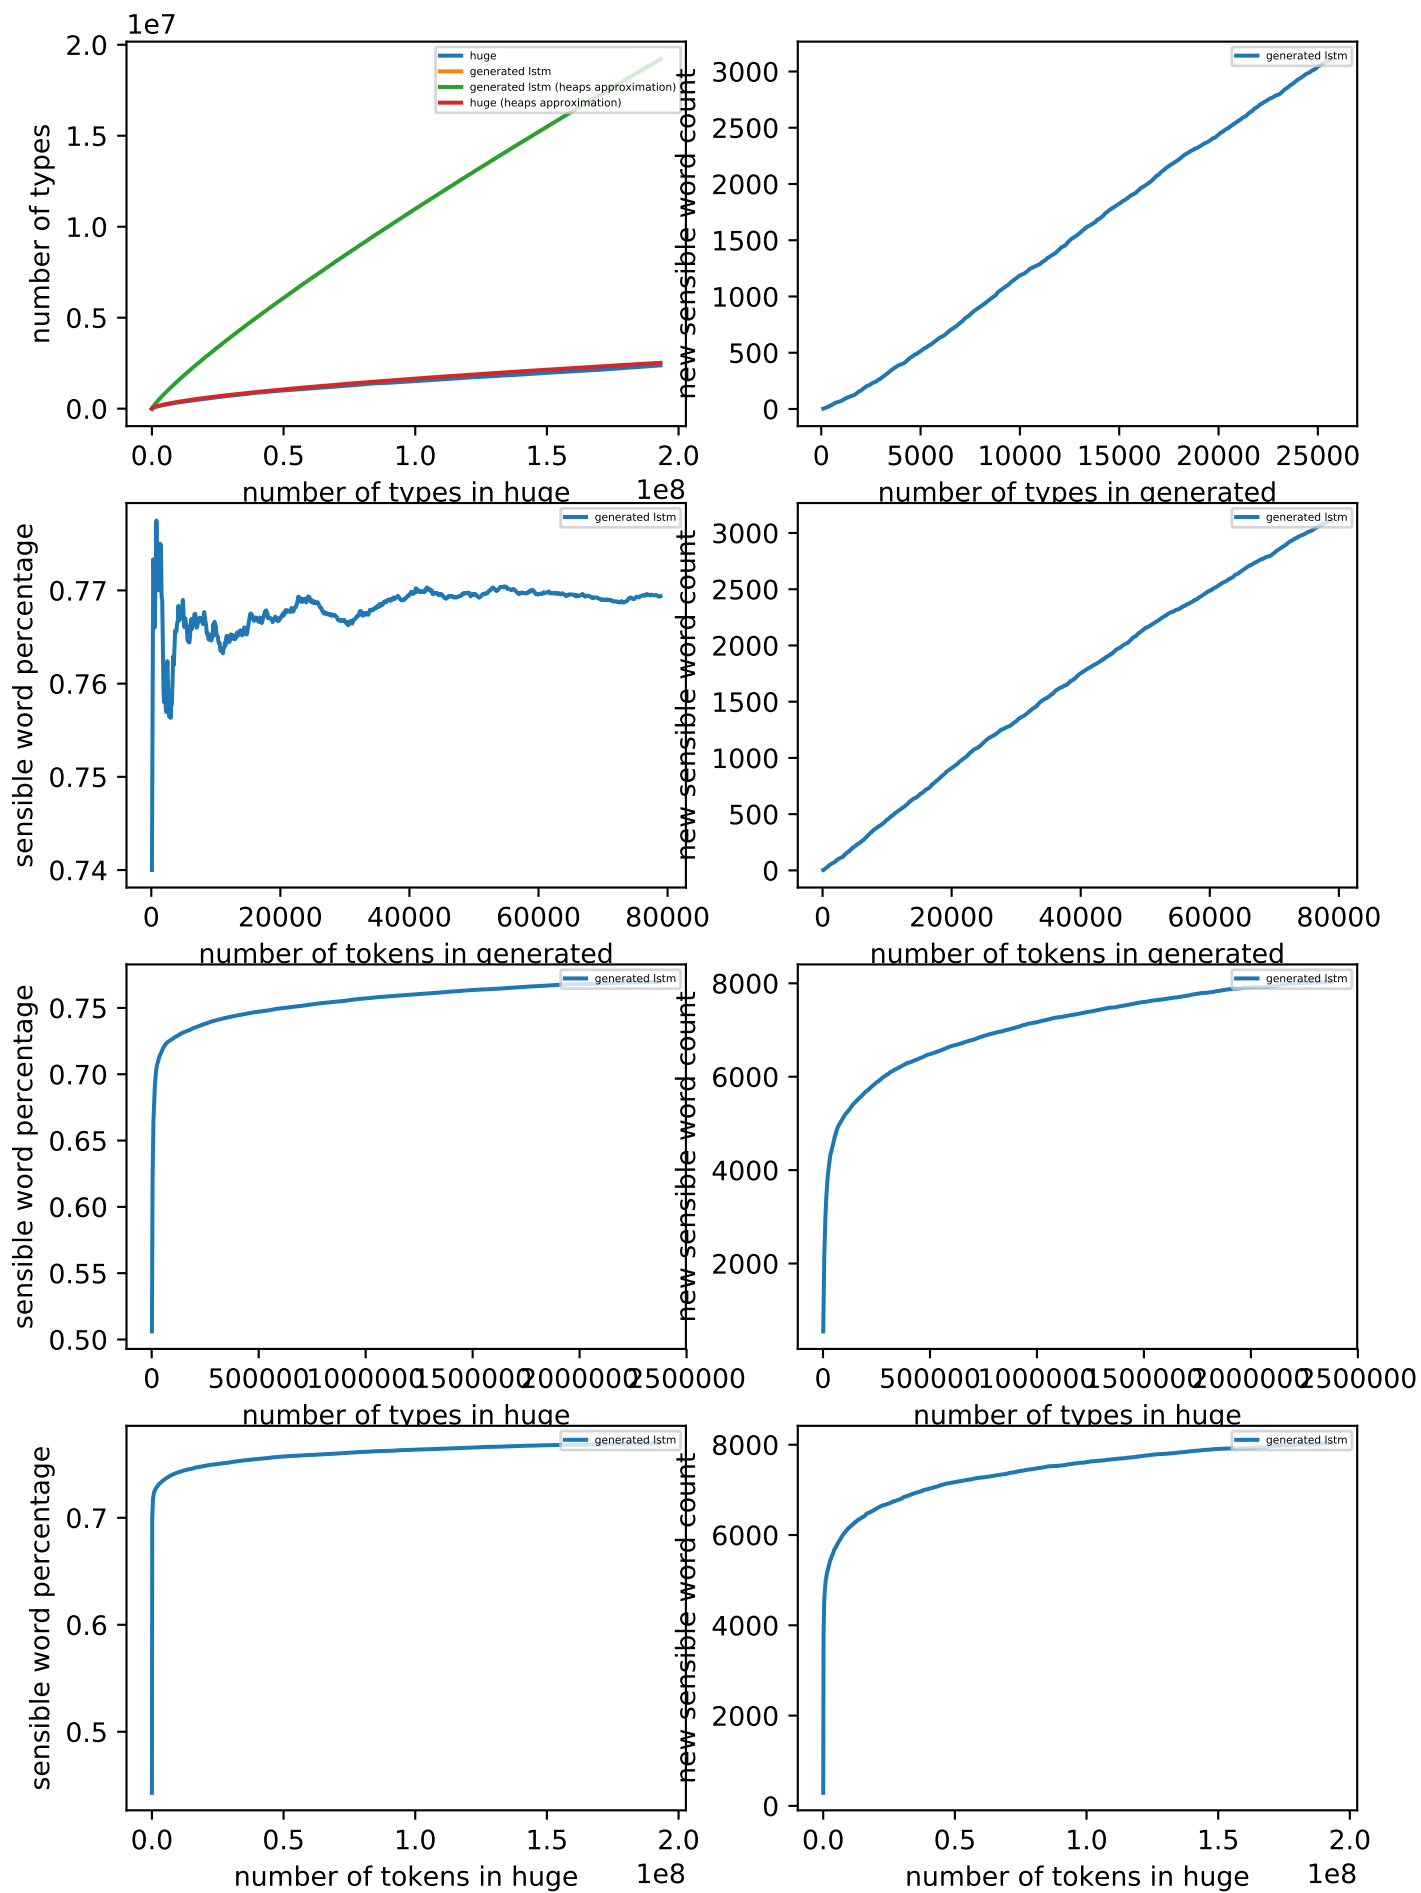 1e7
2.0
1.5
1.0
0.5
0.0
number of types
huge
generated lstm
generated lstm (heaps approximation)
huge (heaps approximation)
0.0 0.5 1.0 1.5 2.0
1e8
number of types in huge
3000
2500
2000
1500
1000
500
0
new sensible word count
generated lstm
0 5000 10000 15000 20000 25000
number of types in generated
0.77
0.76
0.75
0.74
sensible word percentage
generated lstm
0 20000 40000 60000 80000
number of tokens in generated
3000
2500
2000
1500
1000
500
0
new sensible word count
generated lstm
0 20000 40000 60000 80000
number of tokens in generated
0.75
0.70
0.65
0.60
0.55
0.50
sensible word percentage
generated lstm
0 500000 1000000 1500000 2000000 2500000
number of types in huge
8000
6000
4000
2000
new sensible word count
generated lstm
0 500000 1000000 1500000 2000000 2500000
number of types in huge
0.7
0.6
0.5
sensible word percentage
generated lstm
0.0 0.5 1.0 1.5 2.0
1e8
number of tokens in huge
8000
6000
4000
2000
0
new sensible word count
generated lstm
0.0 0.5 1.0 1.5 2.0
1e8
number of tokens in huge